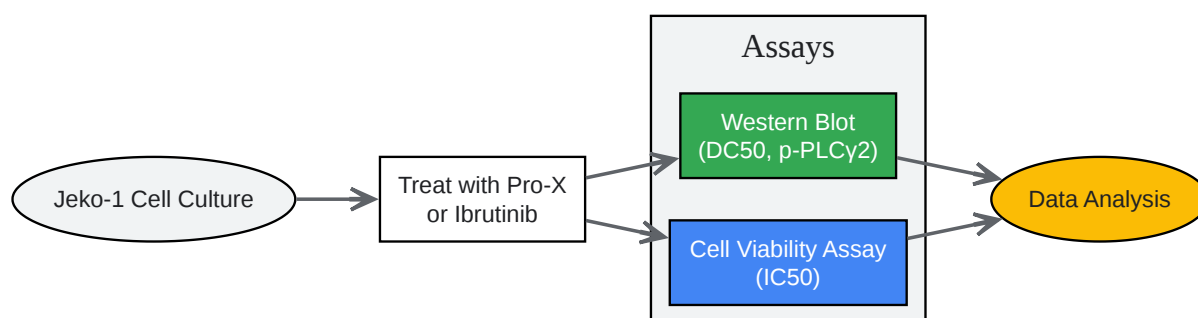 Jeko-1 Cell Culture
Treat with Pro-X
or Ibrutinib
Assays
Western Blot
(DC50, p-PLCγ2)
Cell Viability Assay
(IC50)
Data Analysis